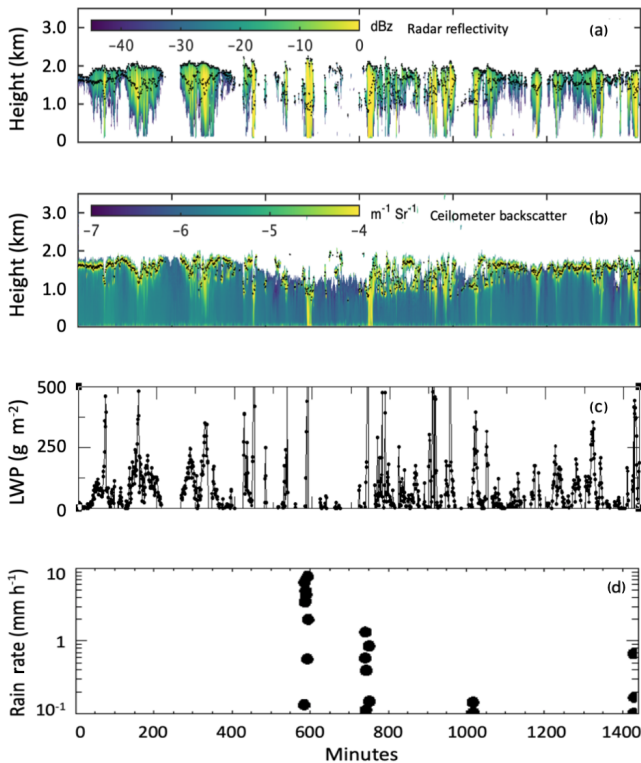 dBz Radar reflectivity (a)
-40 -30 -20 -10 0
3.0
2.0
1.0
0
Height (km)
m⁻¹ Sr⁻¹ Ceilometer backscatter (b)
-7 -6 -5 -4
3.0
2.0
1.0
0
Height (km)
(c)
500
250
0
LWP (g m⁻²)
(d)
10
1
10⁻¹
Rain rate (mm h⁻¹)
0 200 400 600 800 1000 1200 1400
Minutes